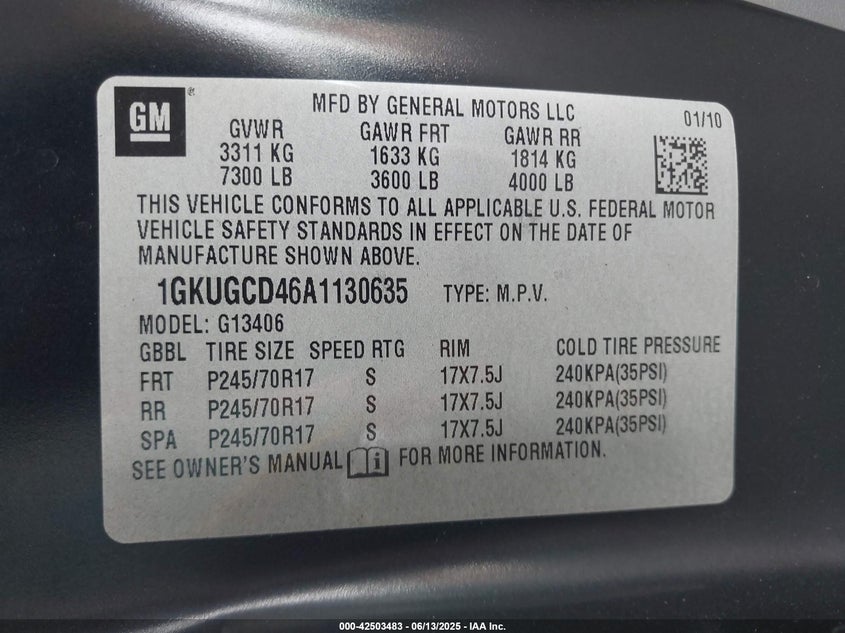 GM
MFD BY GENERAL MOTORS LLC
01/10
GVWR GAWR FRT GAWR RR
3311 KG 1633 KG 1814 KG
7300 LB 3600 LB 4000 LB
THIS VEHICLE CONFORMS TO ALL APPLICABLE U.S. FEDERAL MOTOR
VEHICLE SAFETY STANDARDS IN EFFECT ON THE DATE OF
MANUFACTURE SHOWN ABOVE.
1GKUGCD46A1130635 TYPE: M.P.V.
MODEL: G13406
GBBL TIRE SIZE SPEED RTG RIM COLD TIRE PRESSURE
FRT P245/70R17 S 17X7.5J 240KPA(35PSI)
RR P245/70R17 S 17X7.5J 240KPA(35PSI)
SPA P245/70R17 S 17X7.5J 240KPA(35PSI)
SEE OWNER'S MANUAL FOR MORE INFORMATION.
000-42503483 - 06/13/2025 - IAA Inc.